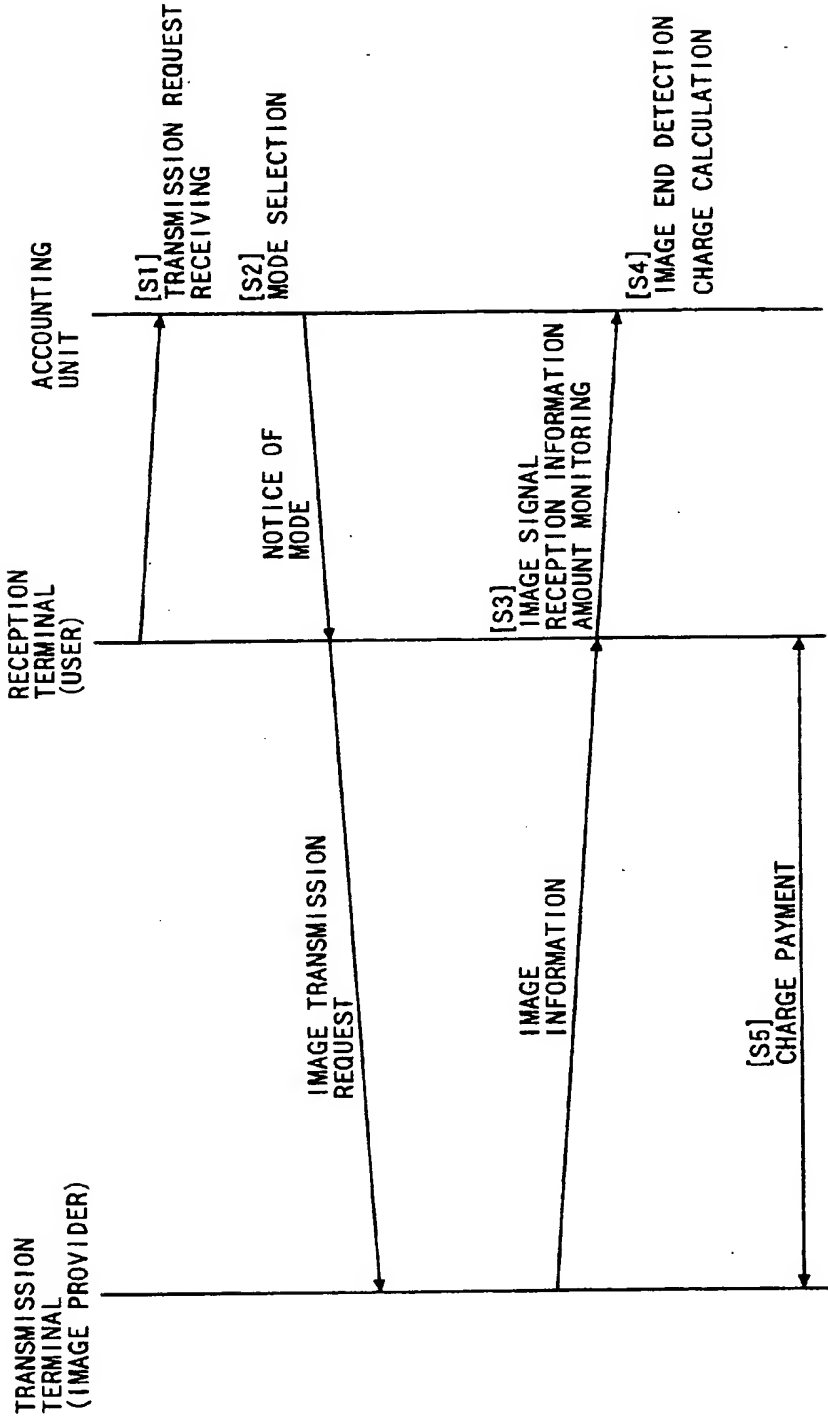 TRANSMISSION
TERMINAL
(IMAGE PROVIDER)
RECEPTION
TERMINAL
(USER)
ACCOUNTING
UNIT
[S1]
TRANSMISSION REQUEST
RECEIVING
[S2]
MODE SELECTION
NOTICE OF
MODE
IMAGE TRANSMISSION
REQUEST
IMAGE
INFORMATION
[S3]
IMAGE SIGNAL
RECEPTION INFORMATION
AMOUNT MONITORING
[S4]
IMAGE END DETECTION
CHARGE CALCULATION
[S5]
CHARGE PAYMENT